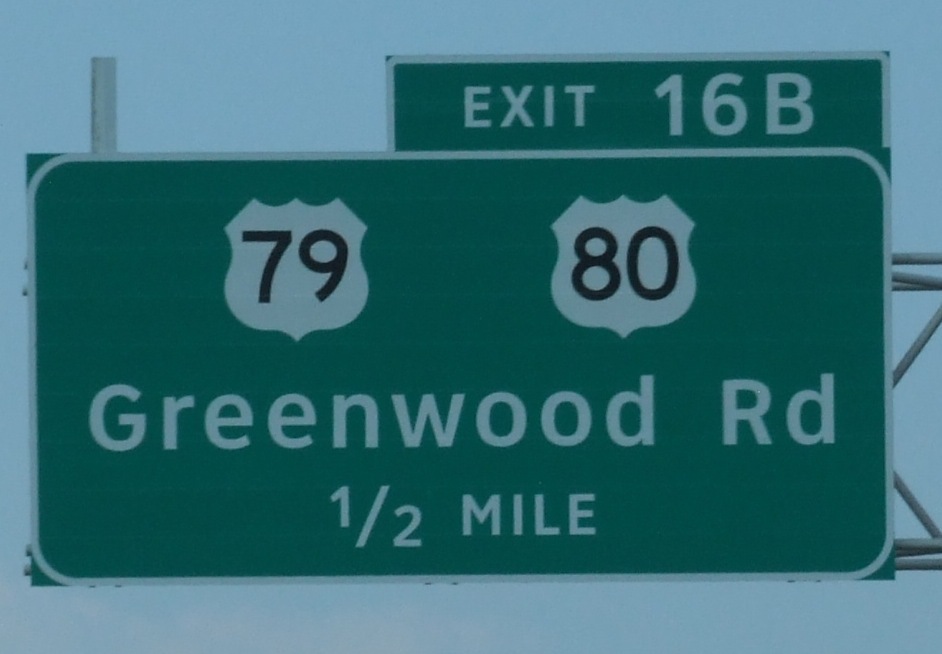 EXIT 16B
79 80
Greenwood Rd
1/2 MILE